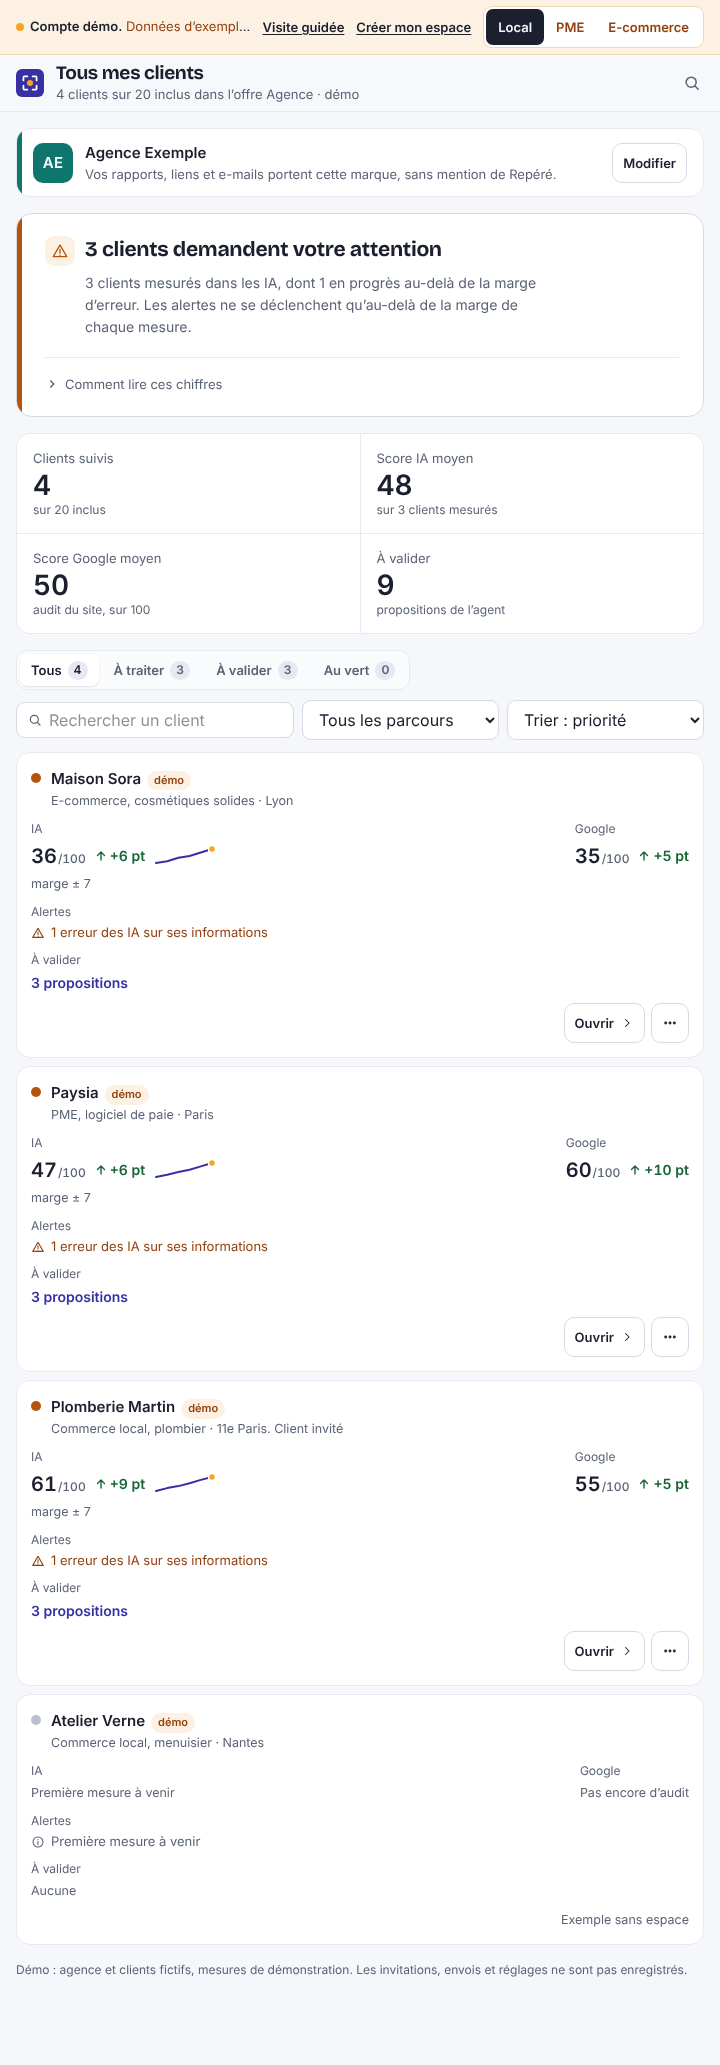 Compte démo. Données d’exempl... Visite guidée Créer mon espace Local PME E-commerce
Tous mes clients
4 clients sur 20 inclus dans l’offre Agence · démo
AE
Agence Exemple
Vos rapports, liens et e-mails portent cette marque, sans mention de Repéré.
Modifier
3 clients demandent votre attention
3 clients mesurés dans les IA, dont 1 en progrès au-delà de la marge
d’erreur. Les alertes ne se déclenchent qu’au-delà de la marge de
chaque mesure.
Comment lire ces chiffres
Clients suivis
4
sur 20 inclus
Score IA moyen
48
sur 3 clients mesurés
Score Google moyen
50
audit du site, sur 100
À valider
9
propositions de l’agent
Tous 4 À traiter 3 À valider 3 Au vert 0
Rechercher un client Tous les parcours Trier : priorité
Maison Sora démo
E-commerce, cosmétiques solides · Lyon
IA Google
36/100 ↑ +6 pt 35/100 ↑ +5 pt
marge ± 7
Alertes
1 erreur des IA sur ses informations
À valider
3 propositions
Ouvrir ...
Paysia démo
PME, logiciel de paie · Paris
IA Google
47/100 ↑ +6 pt 60/100 ↑ +10 pt
marge ± 7
Alertes
1 erreur des IA sur ses informations
À valider
3 propositions
Ouvrir ...
Plomberie Martin démo
Commerce local, plombier · 11e Paris. Client invité
IA Google
61/100 ↑ +9 pt 55/100 ↑ +5 pt
marge ± 7
Alertes
1 erreur des IA sur ses informations
À valider
3 propositions
Ouvrir ...
Atelier Verne démo
Commerce local, menuisier · Nantes
IA Google
Première mesure à venir Pas encore d’audit
Alertes
Première mesure à venir
À valider
Aucune
Exemple sans espace
Démo : agence et clients fictifs, mesures de démonstration. Les invitations, envois et réglages ne sont pas enregistrés.